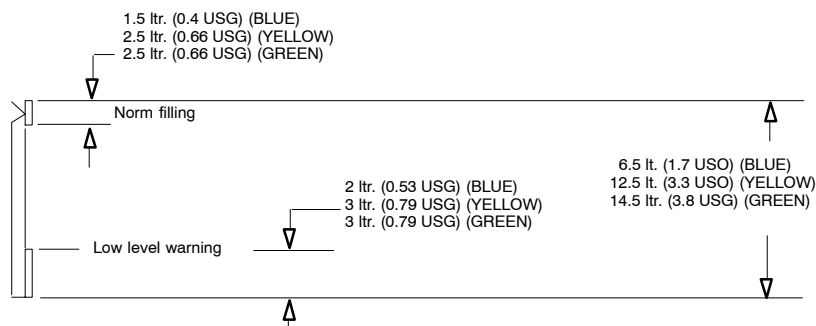 1.5 ltr. (0.4 USG) (BLUE)
2.5 ltr. (0.66 USG) (YELLOW)
2.5 ltr. (0.66 USG) (GREEN)
Norm filling
6.5 lt. (1.7 USO) (BLUE)
12.5 lt. (3.3 USO) (YELLOW)
14.5 ltr. (3.8 USG) (GREEN)
2 ltr. (0.53 USG) (BLUE)
3 ltr. (0.79 USG) (YELLOW)
3 ltr. (0.79 USG) (GREEN)
Low level warning